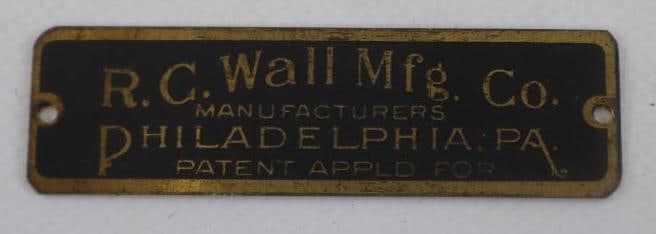 R. C. Wall Mfg. Co.
MANUFACTURERS
PHILADELPHIA. PA.
PATENT APPLD FOR